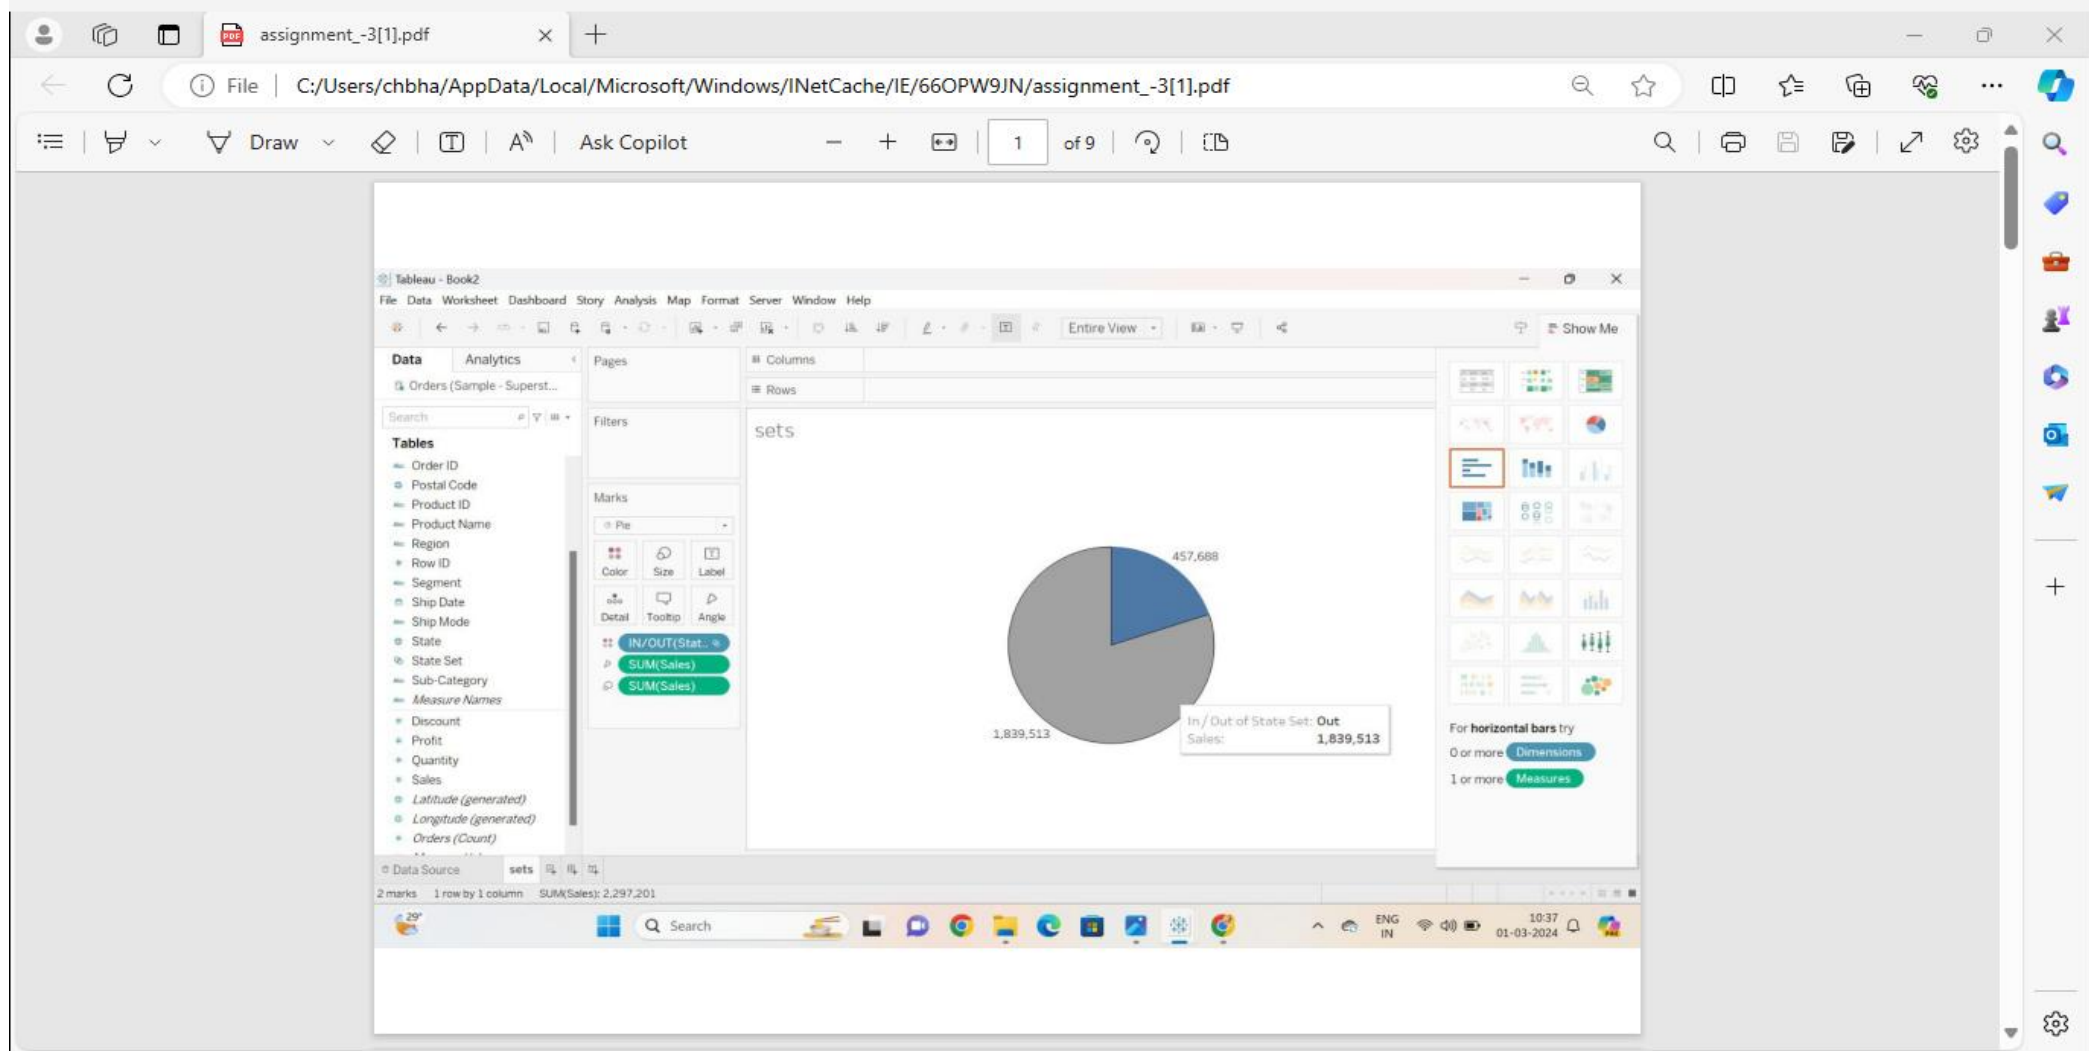 assignment_-3[1].pdf
File C:/Users/chbha/AppData/Local/Microsoft/Windows/INetCache/IE/66OPW9JN/assignment_-3[1].pdf
Draw Ask Copilot 1 of 9
Tableau - Book2
File Data Worksheet Dashboard Story Analysis Map Format Server Window Help
Entire View Show Me
Data Analytics Pages Columns
Orders (Sample - Superst... Rows
Search Filters
sets
Tables
Order ID
Postal Code
Product ID
Product Name
Region
Row ID
Segment
Ship Date
Ship Mode
State
State Set
Sub-Category
Measure Names
Discount
Profit
Quantity
Sales
Latitude (generated)
Longitude (generated)
Orders (Count)
Marks
Pie
Color Size Label
Detail Tooltip Angle
IN/OUT(Stat..
SUM(Sales)
SUM(Sales)
457,688
1,839,513
In / Out of State Set: Out
Sales: 1,839,513
For horizontal bars try
0 or more Dimensions
1 or more Measures
Data Source sets
2 marks 1 row by 1 column SUM(Sales): 2,297,201
29°
Search
ENG
IN
10:37
01-03-2024